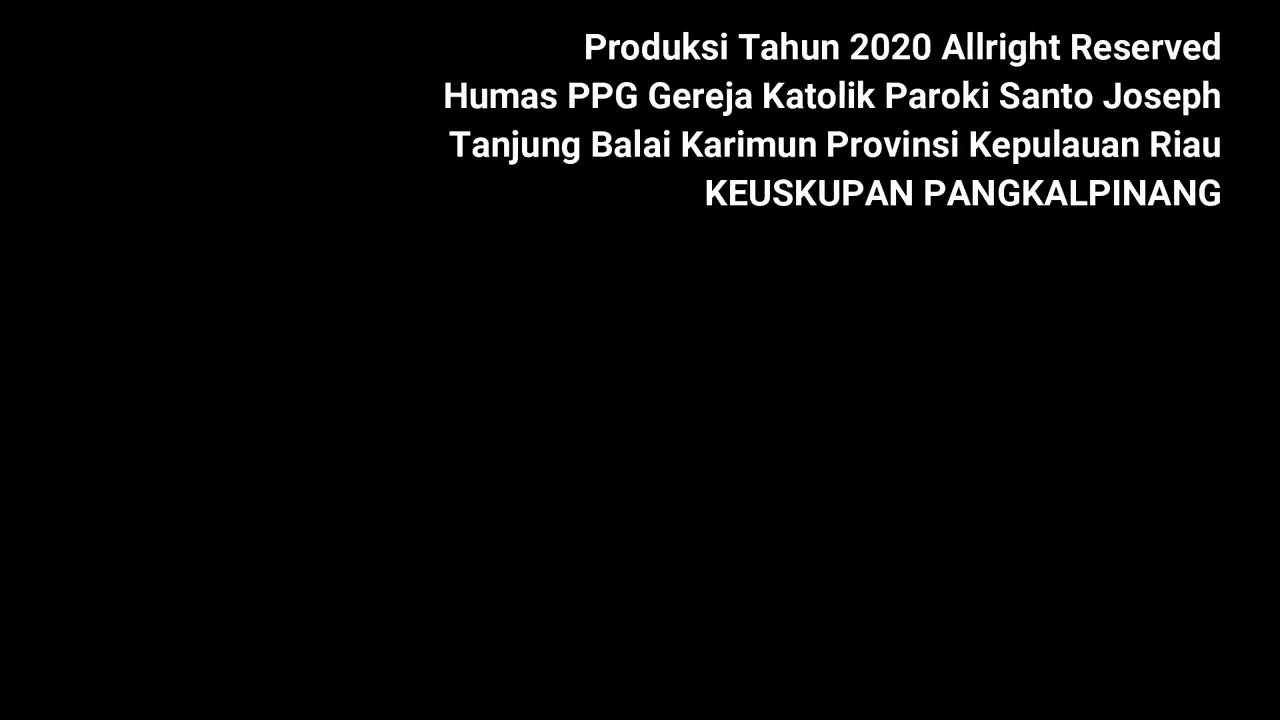 Produksi Tahun 2020 Allright Reserved
Humas PPG Gereja Katolik Paroki Santo Joseph
Tanjung Balai Karimun Provinsi Kepulauan Riau
KEUSKUPAN PANGKALPINANG